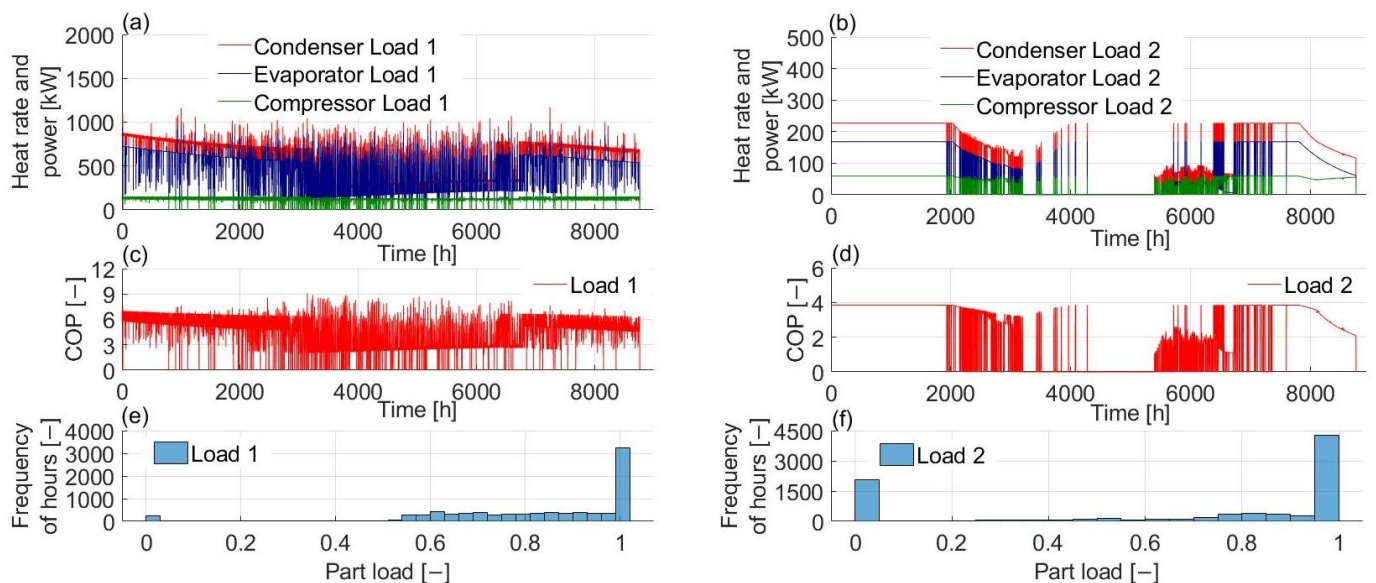 (a)
Heat rate and
power [kW]
2000
1500
1000
500
0
Condenser Load 1
Evaporator Load 1
Compressor Load 1
0 2000 4000 6000 8000
Time [h]
(b)
Heat rate and
power [kW]
500
400
300
200
100
0
Condenser Load 2
Evaporator Load 2
Compressor Load 2
0 2000 4000 6000 8000
Time [h]
(c)
COP [−]
12
9
6
3
0
Load 1
0 2000 4000 6000 8000
Time [h]
(d)
COP [−]
6
4
2
0
Load 2
0 2000 4000 6000 8000
Time [h]
(e)
Frequency
of hours [−]
4000
3000
2000
1000
0
Load 1
0 0.2 0.4 0.6 0.8 1
Part load [−]
(f)
Frequency
of hours [−]
4500
3000
1500
0
Load 2
0 0.2 0.4 0.6 0.8 1
Part load [−]